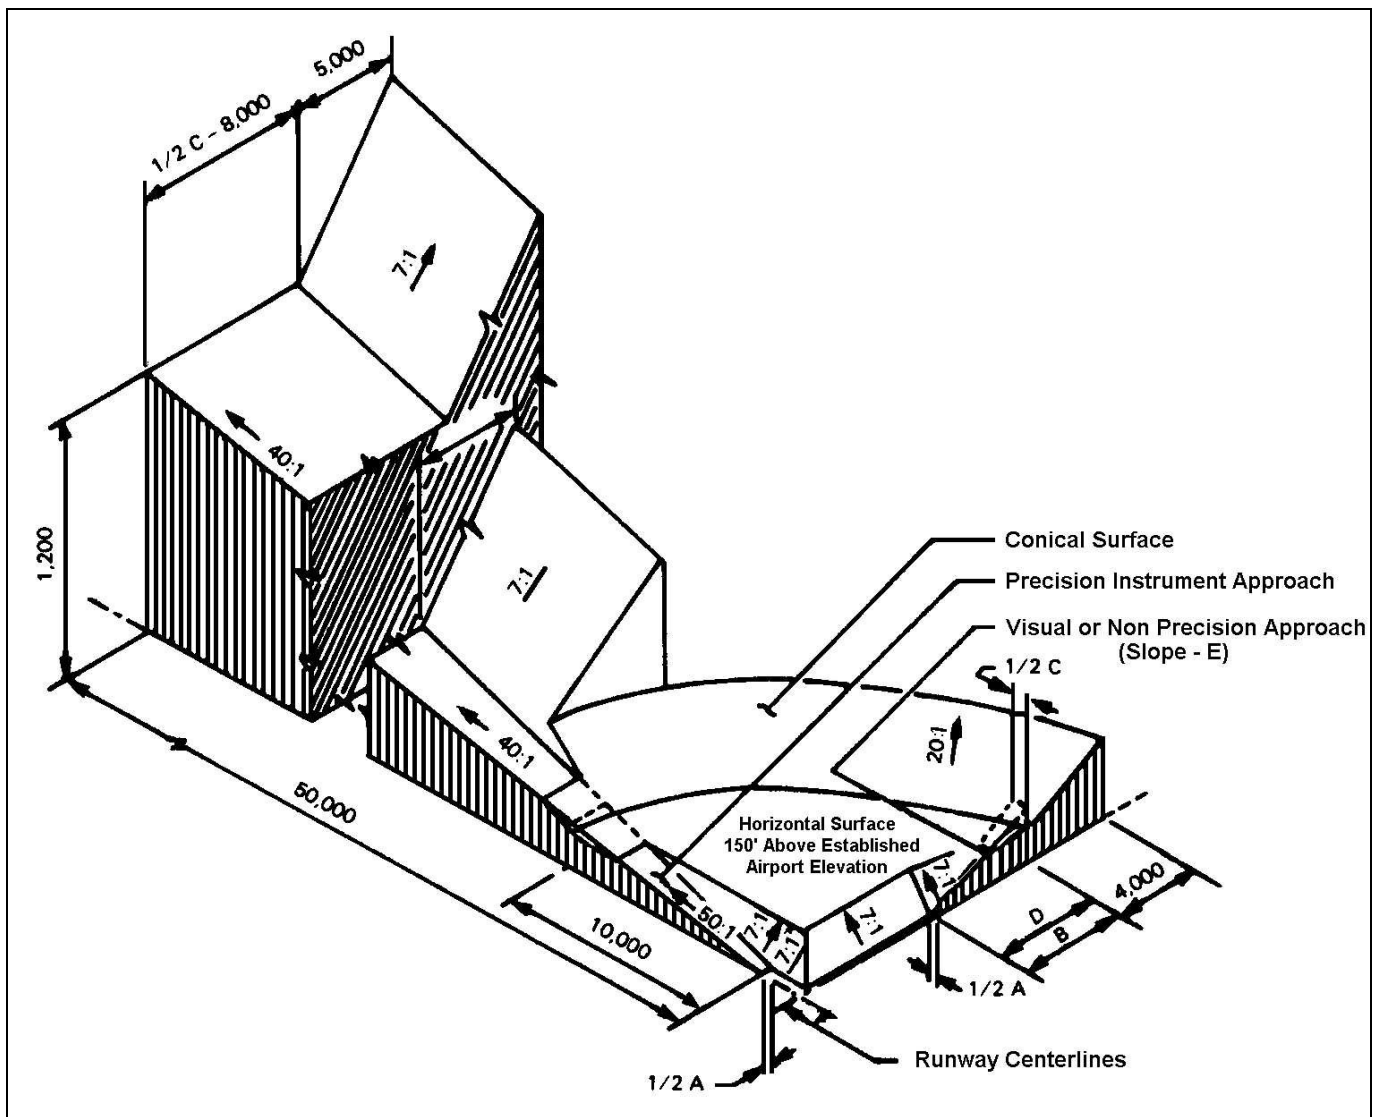 5,000
1/2 C - 8,000
7:1
40:1
1,200
7:1
Conical Surface
Precision Instrument Approach
Visual or Non Precision Approach
(Slope - E)
1/2 C
40:1
20:1
50,000
Horizontal Surface
150' Above Established
Airport Elevation
7:1
4,000
50:1
7:1
7:1
7:1
D
B
10,000
1/2 A
Runway Centerlines
1/2 A